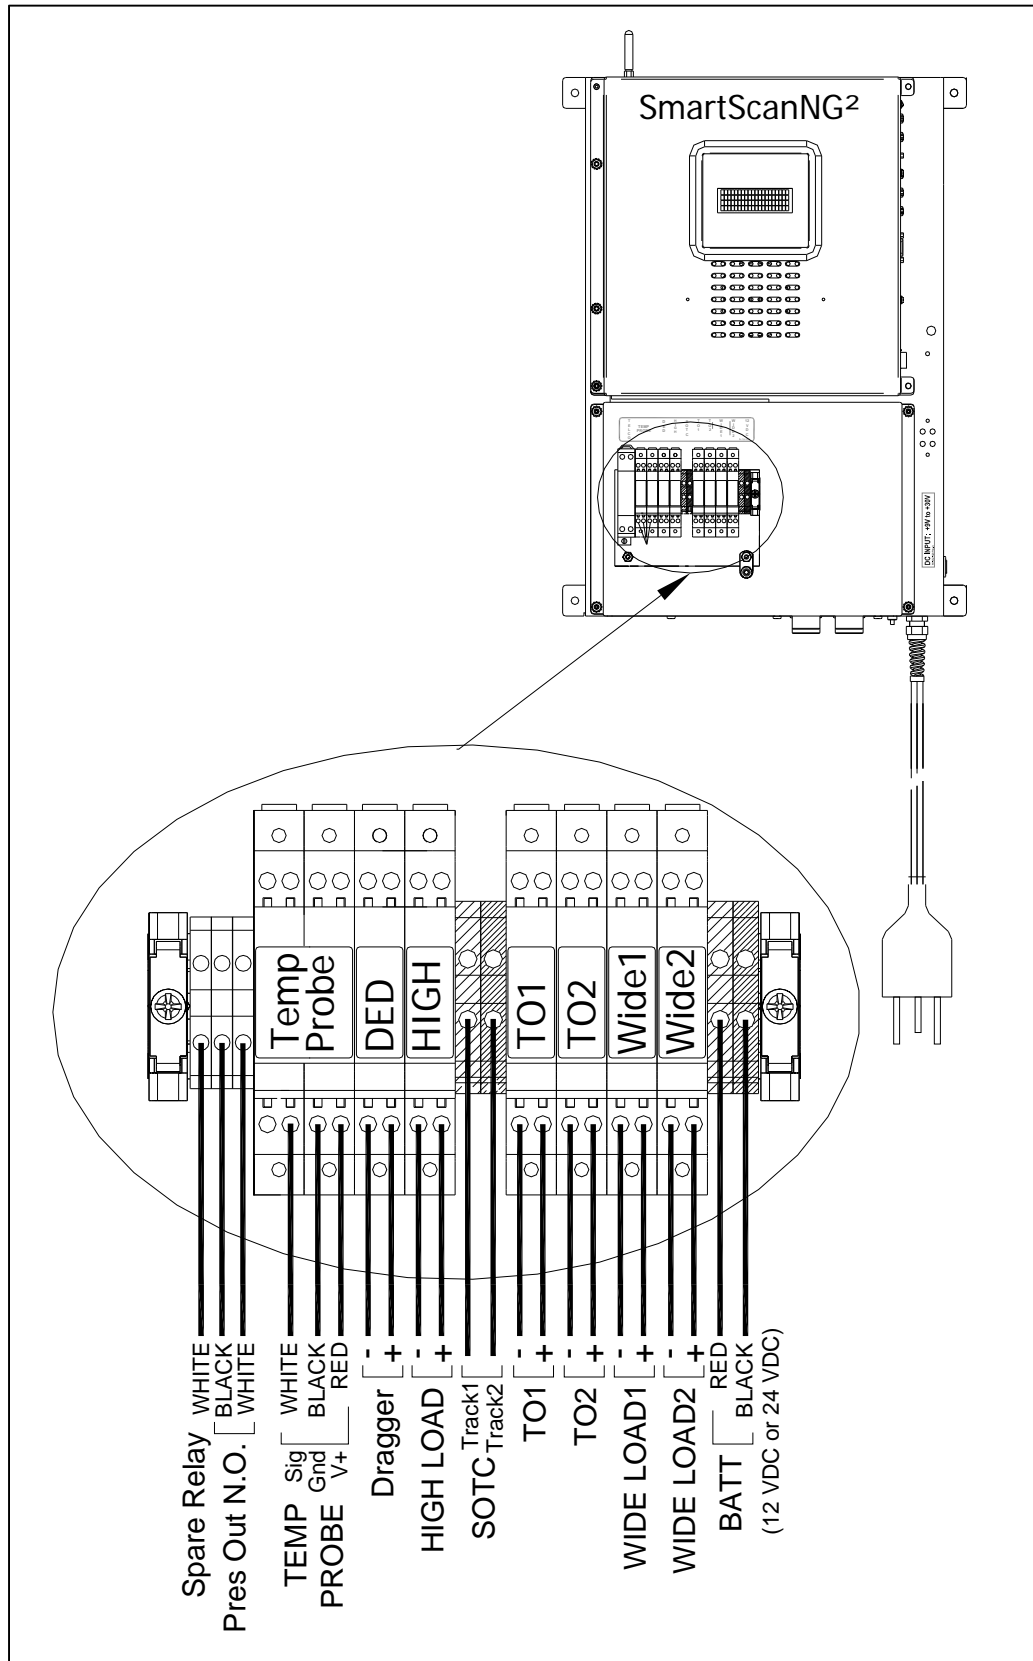 SmartScanNG²
TEMP
PROBE
DC INPUT: +9V to +30V
Temp
Probe
DED
HIGH
TO1
TO2
Wide1
Wide2
WHITE
BLACK
WHITE
Spare Relay
Pres Out N.O.
WHITE
BLACK
RED
Sig
Gnd
V+
TEMP
PROBE
- +
Dragger
- +
HIGH LOAD
Track1
Track2
SOTC
- +
TO1
- +
TO2
- +
WIDE LOAD1
- +
WIDE LOAD2
RED
BLACK
BATT
(12 VDC or 24 VDC)